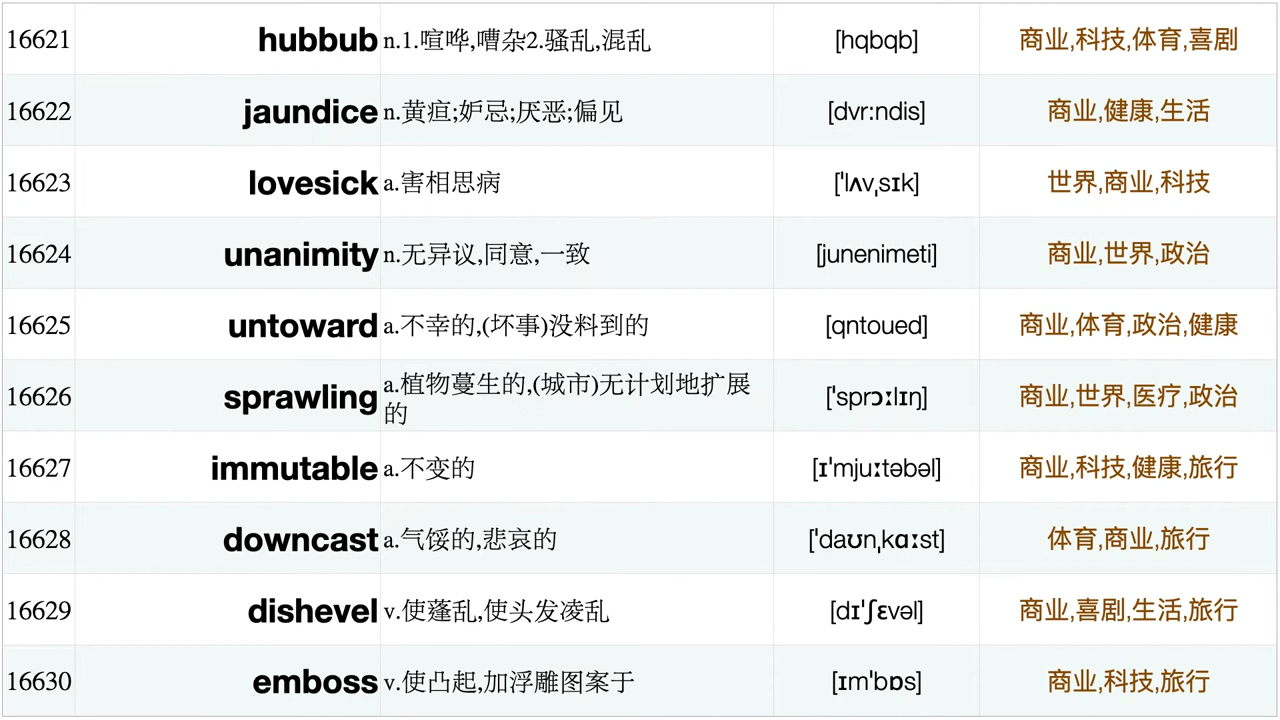 16621 hubbub n.1.喧哗,嘈杂2.骚乱,混乱 [hqbqb] 商业,科技,体育,喜剧
16622 jaundice n.黄疸;妒忌;厌恶;偏见 [dvr:ndis] 商业,健康,生活
16623 lovesick a.害相思病 [ˈlʌvˌsɪk] 世界,商业,科技
16624 unanimity n.无异议,同意,一致 [junenimeti] 商业,世界,政治
16625 untoward a.不幸的,(坏事)没料到的 [qntoued] 商业,体育,政治,健康
16626 sprawling a.植物蔓生的,(城市)无计划地扩展
的 [ˈsprɔːlɪŋ] 商业,世界,医疗,政治
16627 immutable a.不变的 [ɪˈmjuːtəbəl] 商业,科技,健康,旅行
16628 downcast a.气馁的,悲哀的 [ˈdaʊnˌkɑːst] 体育,商业,旅行
16629 dishevel v.使蓬乱,使头发凌乱 [dɪˈʃɛvəl] 商业,喜剧,生活,旅行
16630 emboss v.使凸起,加浮雕图案于 [ɪmˈbɒs] 商业,科技,旅行